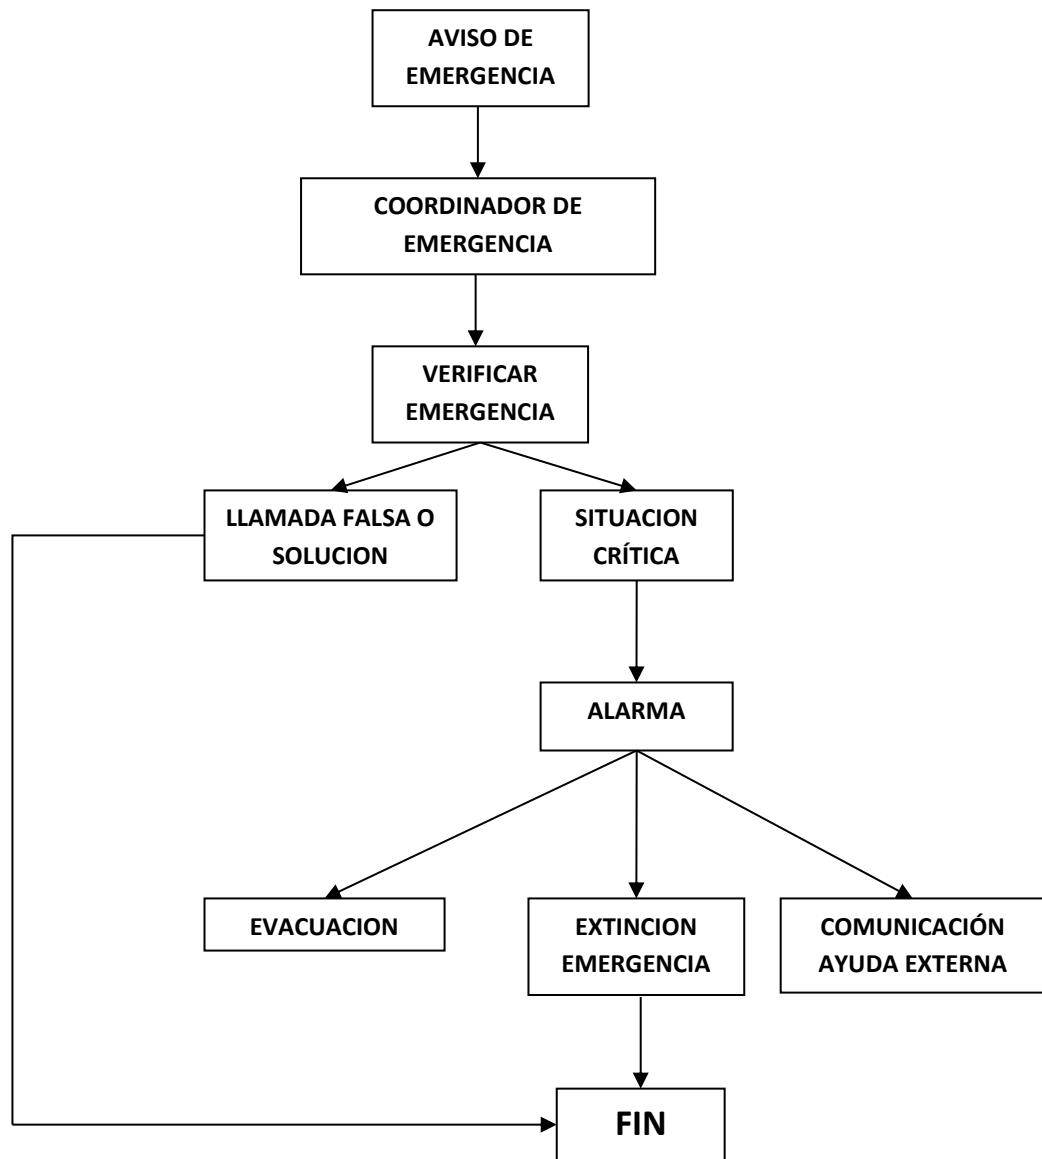 AVISO DE
EMERGENCIA
COORDINADOR DE
EMERGENCIA
VERIFICAR
EMERGENCIA
LLAMADA FALSA O
SOLUCION
SITUACION
CRÍTICA
ALARMA
EVACUACION
EXTINCION
EMERGENCIA
COMUNICACIÓN
AYUDA EXTERNA
FIN